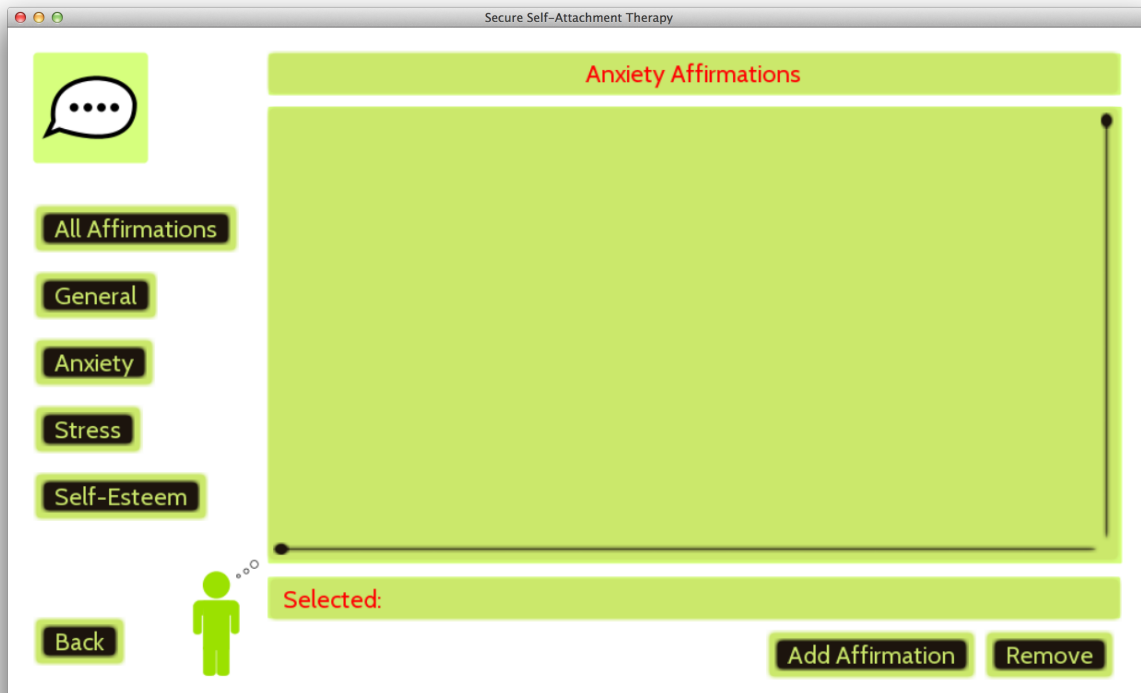 Secure Self-Attachment Therapy
Anxiety Affirmations
All Affirmations
General
Anxiety
Stress
Self-Esteem
Selected:
Back
Add Affirmation
Remove